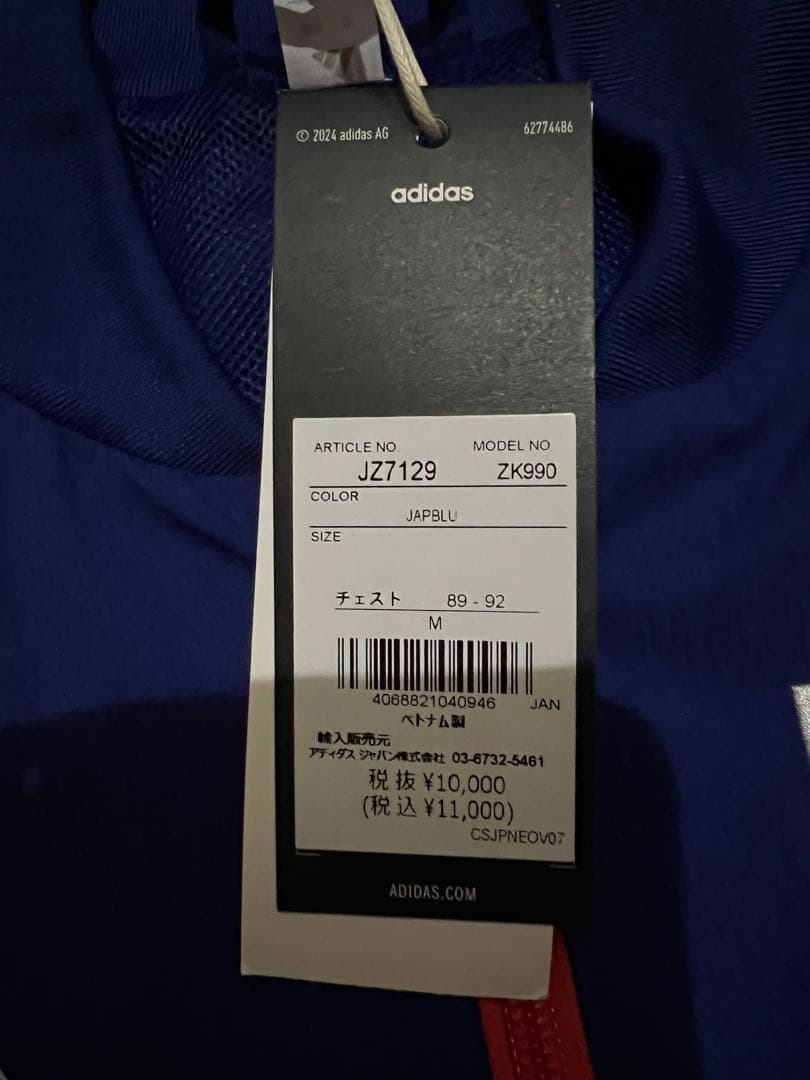 © 2024 adidas AG 62774486
adidas
ARTICLE NO. MODEL NO
JZ7129 ZK990
COLOR
JAPBLU
SIZE
チェスト 89 - 92
M
4068821040946 JAN
ベトナム製
輸入販売元
アディダス ジャパン株式会社 03-6732-5461
税抜 ¥10,000
(税込 ¥11,000)
CSJPNEOV07
ADIDAS.COM